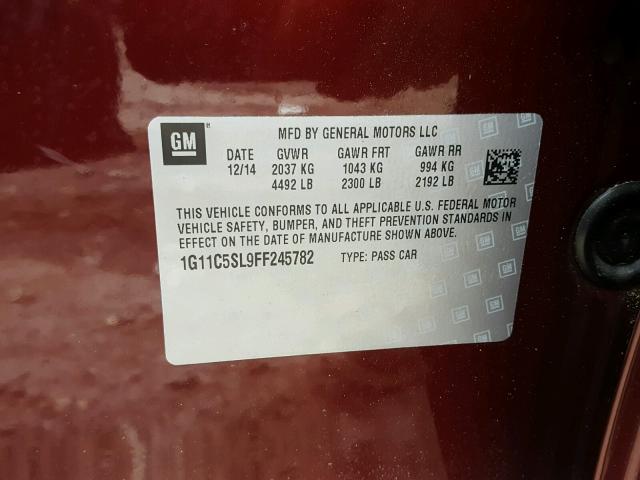 GM
MFD BY GENERAL MOTORS LLC
DATE GVWR GAWR FRT GAWR RR
12/14 2037 KG 1043 KG 994 KG
4492 LB 2300 LB 2192 LB
THIS VEHICLE CONFORMS TO ALL APPLICABLE U.S. FEDERAL MOTOR
VEHICLE SAFETY, BUMPER, AND THEFT PREVENTION STANDARDS IN
EFFECT ON THE DATE OF MANUFACTURE SHOWN ABOVE.
1G11C5SL9FF245782 TYPE: PASS CAR